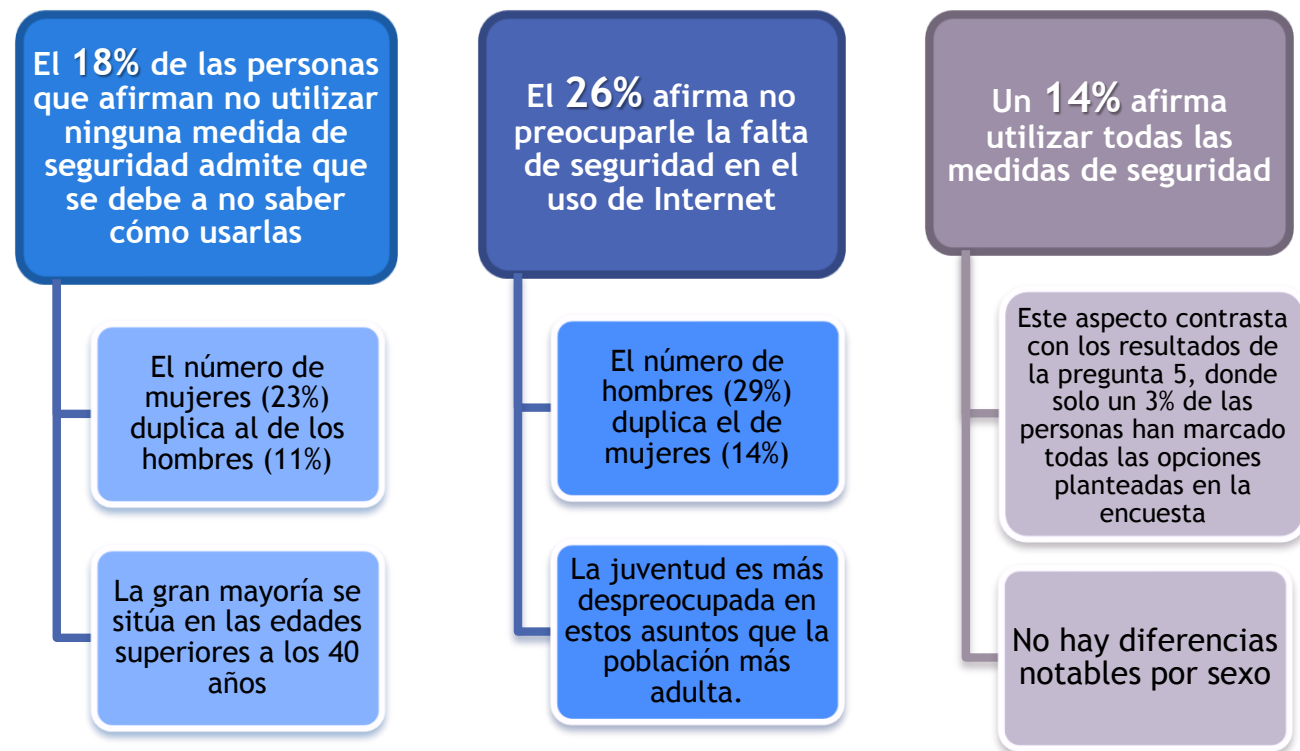 El 18% de las personas
que afirman no utilizar
ninguna medida de
seguridad admite que
se debe a no saber
cómo usarlas
El número de
mujeres (23%)
duplica al de los
hombres (11%)
La gran mayoría se
sitúa en las edades
superiores a los 40
años
El 26% afirma no
preocuparle la falta
de seguridad en el
uso de Internet
El número de
hombres (29%)
duplica el de
mujeres (14%)
La juventud es más
despreocupada en
estos asuntos que la
población más
adulta.
Un 14% afirma
utilizar todas las
medidas de seguridad
Este aspecto contrasta
con los resultados de
la pregunta 5, donde
solo un 3% de las
personas han marcado
todas las opciones
planteadas en la
encuesta
No hay diferencias
notables por sexo